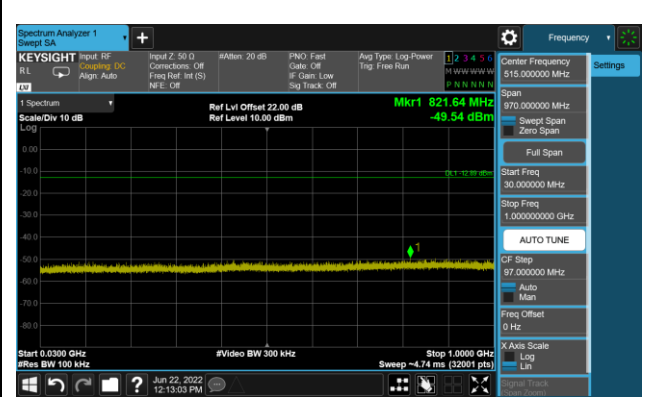 Spectrum Analyzer 1
Swept SA
+
Frequency
KEYSIGHT
RL
LXI
Input: RF
Coupling: DC
Align: Auto
Input Z: 50 Ω
Corrections: Off
Freq Ref: Int (S)
NFE: Off
#Atten: 20 dB
PNO: Fast
Gate: Off
IF Gain: Low
Sig Track: Off
Avg Type: Log-Power
Trig: Free Run
1 2 3 4 5 6
M W W W W W
P N N N N N
1 Spectrum
Scale/Div 10 dB
Log
Ref Lvl Offset 22.00 dB
Ref Level 10.00 dBm
Mkr1 821.64 MHz
-49.54 dBm
0.00
-10.0
DL1 -12.99 dBm
-20.0
-30.0
-40.0
1
-50.0
-60.0
-70.0
-80.0
Start 0.0300 GHz
#Res BW 100 kHz
#Video BW 300 kHz
Stop 1.0000 GHz
Sweep ~4.74 ms (32001 pts)
Center Frequency
515.000000 MHz
Settings
Span
970.000000 MHz
Swept Span
Zero Span
Full Span
Start Freq
30.000000 MHz
Stop Freq
1.000000000 GHz
AUTO TUNE
CF Step
97.000000 MHz
Auto
Man
Freq Offset
0 Hz
X Axis Scale
Log
Lin
Signal Track
(Span Zoom)
?
Jun 22, 2022
12:13:03 PM